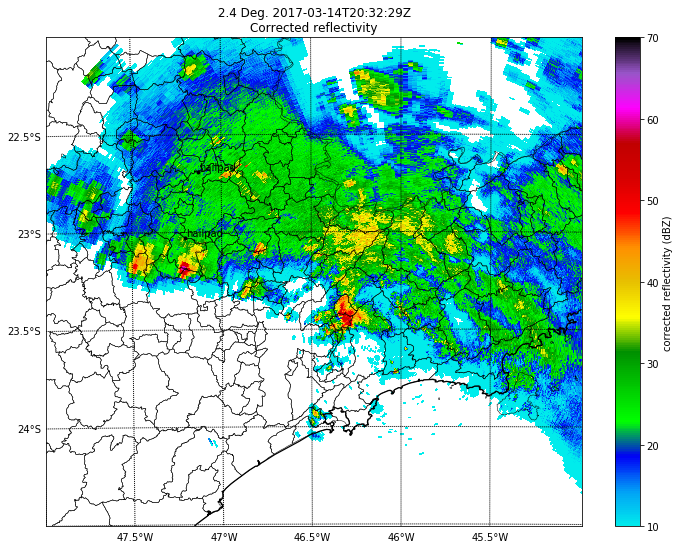 2.4 Deg. 2017-03-14T20:32:29Z
Corrected reflectivity
22.5°S
23°S
23.5°S
24°S
47.5°W
47°W
46.5°W
46°W
45.5°W
70
60
50
40
30
20
10
corrected reflectivity (dBZ)